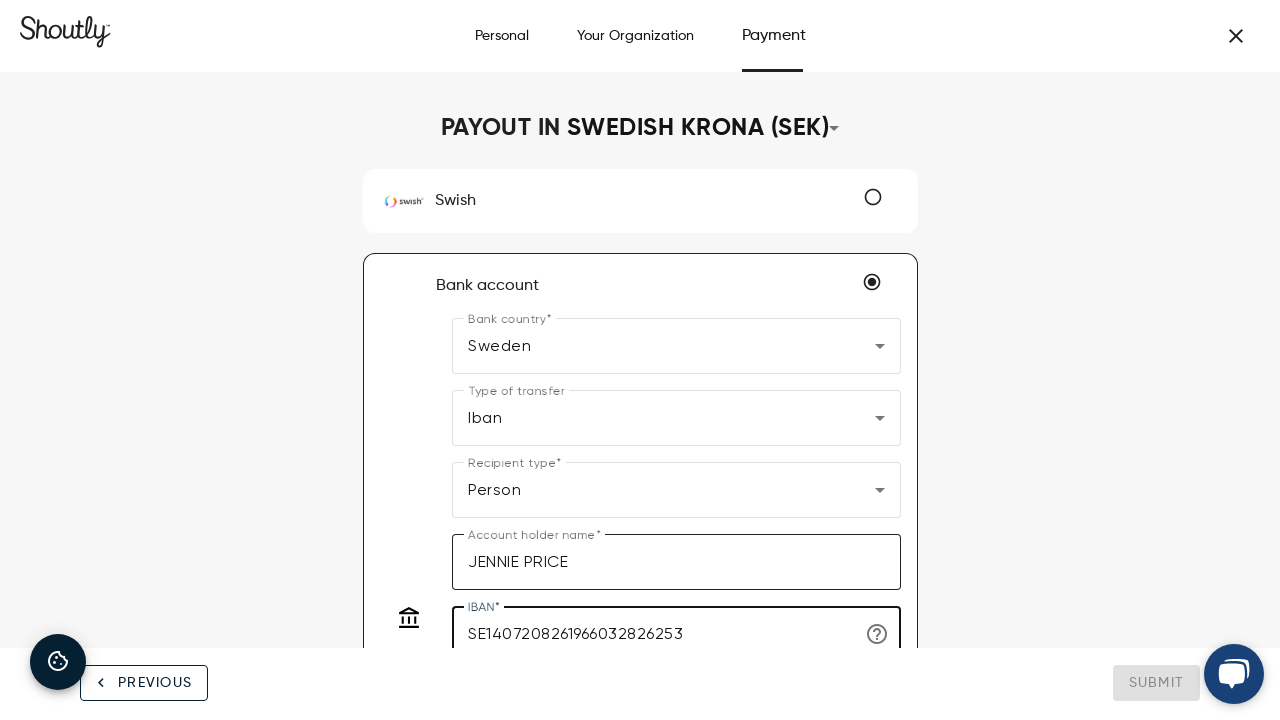 Shoutly™
Personal
Your Organization
Payment
PAYOUT IN SWEDISH KRONA (SEK)
swish
Swish
Bank account
Bank country*
Sweden
Type of transfer
Iban
Recipient type*
Person
Account holder name*
JENNIE PRICE
IBAN*
SE1407208261966032826253
PREVIOUS
SUBMIT